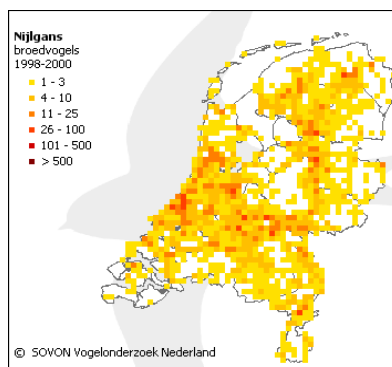 Nijlgans
broedvogels
1998-2000
1 - 3
4 - 10
11 - 25
26 - 100
101 - 500
> 500
© SOVON Vogelonderzoek Nederland